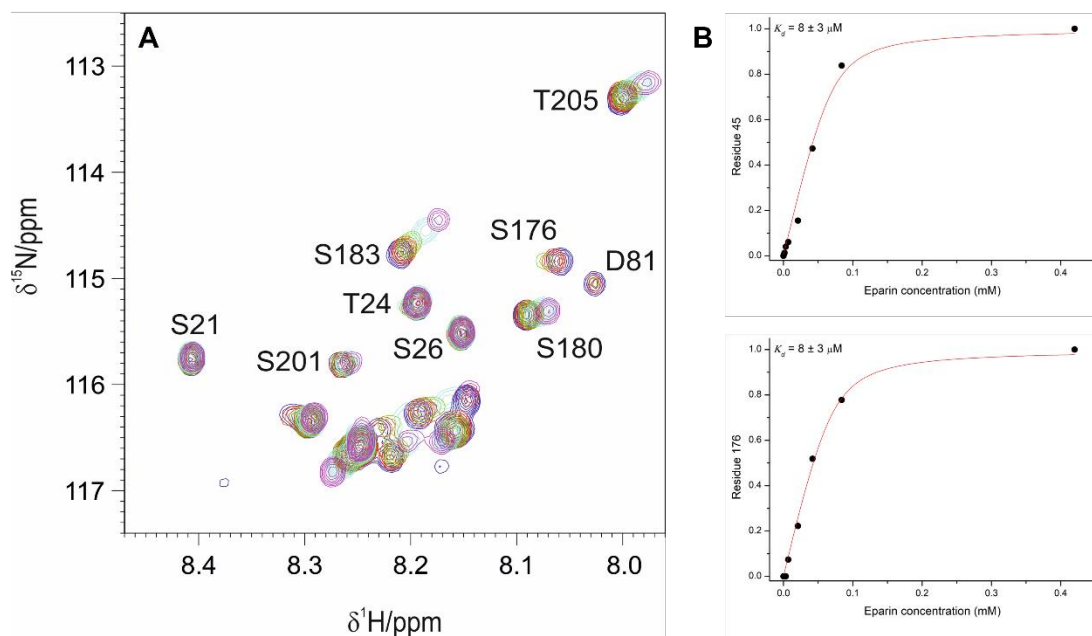 A
113
114
115
116
117
δ¹⁵N/ppm
T205
S183
S176
D81
T24
S21
S26
S180
S201
8.4
8.3
8.2
8.1
8.0
δ¹H/ppm
B
Kd = 8 ± 3 μM
1.0
0.8
0.6
0.4
0.2
0.0
Residue 45
0.0
0.1
0.2
0.3
0.4
Eparin concentration (mM)
Kd = 8 ± 3 μM
1.0
0.8
0.6
0.4
0.2
0.0
Residue 176
0.0
0.1
0.2
0.3
0.4
Eparin concentration (mM)